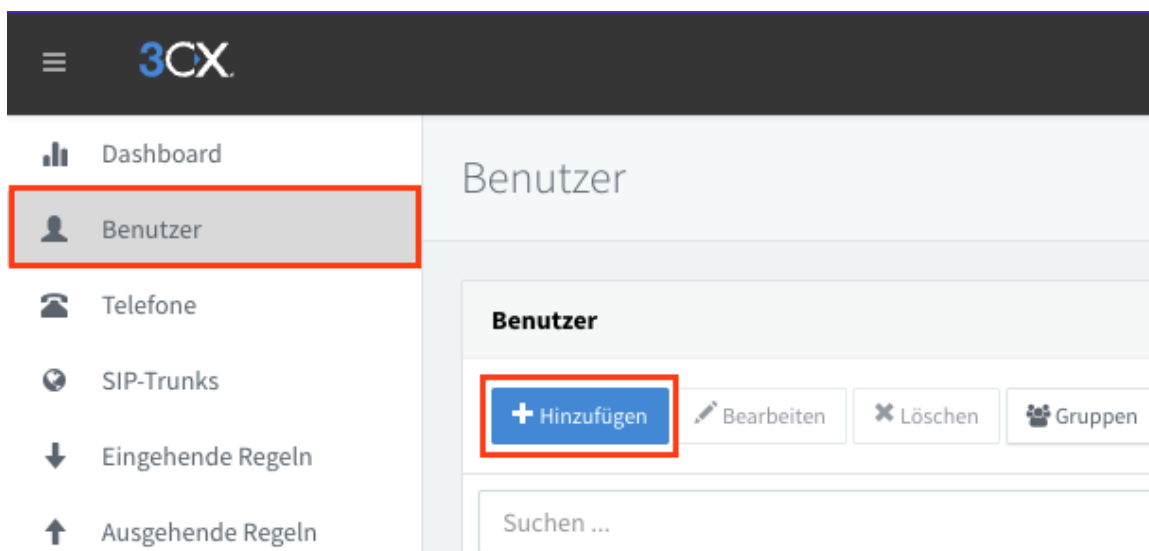 3CX
Dashboard
Benutzer
Telefone
SIP-Trunks
Eingehende Regeln
Ausgehende Regeln
Benutzer
Benutzer
Hinzufügen Bearbeiten Löschen Gruppen
Suchen ...